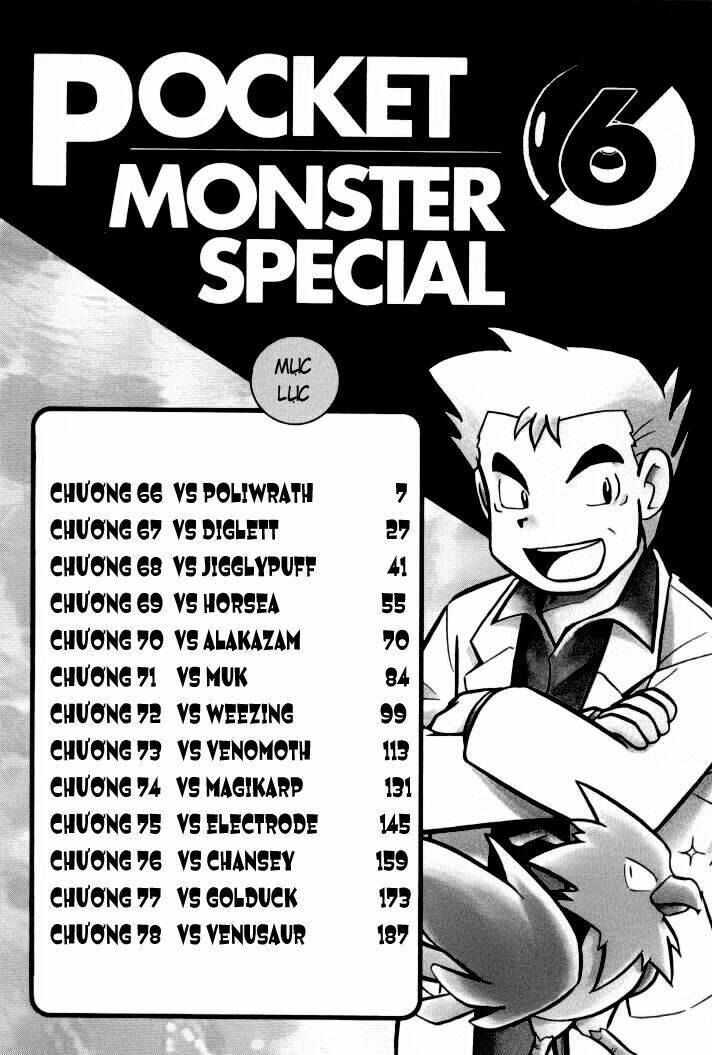 POCKET
MONSTER
SPECIAL
6
MỤC
LỤC
CHƯƠNG 66 VS POLIWRATH 7
CHƯƠNG 67 VS DIGLETT 27
CHƯƠNG 68 VS JIGGLYPUFF 41
CHƯƠNG 69 VS HORSEA 55
CHƯƠNG 70 VS ALAKAZAM 70
CHƯƠNG 71 VS MUK 84
CHƯƠNG 72 VS WEEZING 99
CHƯƠNG 73 VS VENOMOTH 113
CHƯƠNG 74 VS MAGIKARP 131
CHƯƠNG 75 VS ELECTRODE 145
CHƯƠNG 76 VS CHANSEY 159
CHƯƠNG 77 VS GOLDUCK 173
CHƯƠNG 78 VS VENUSAUR 187